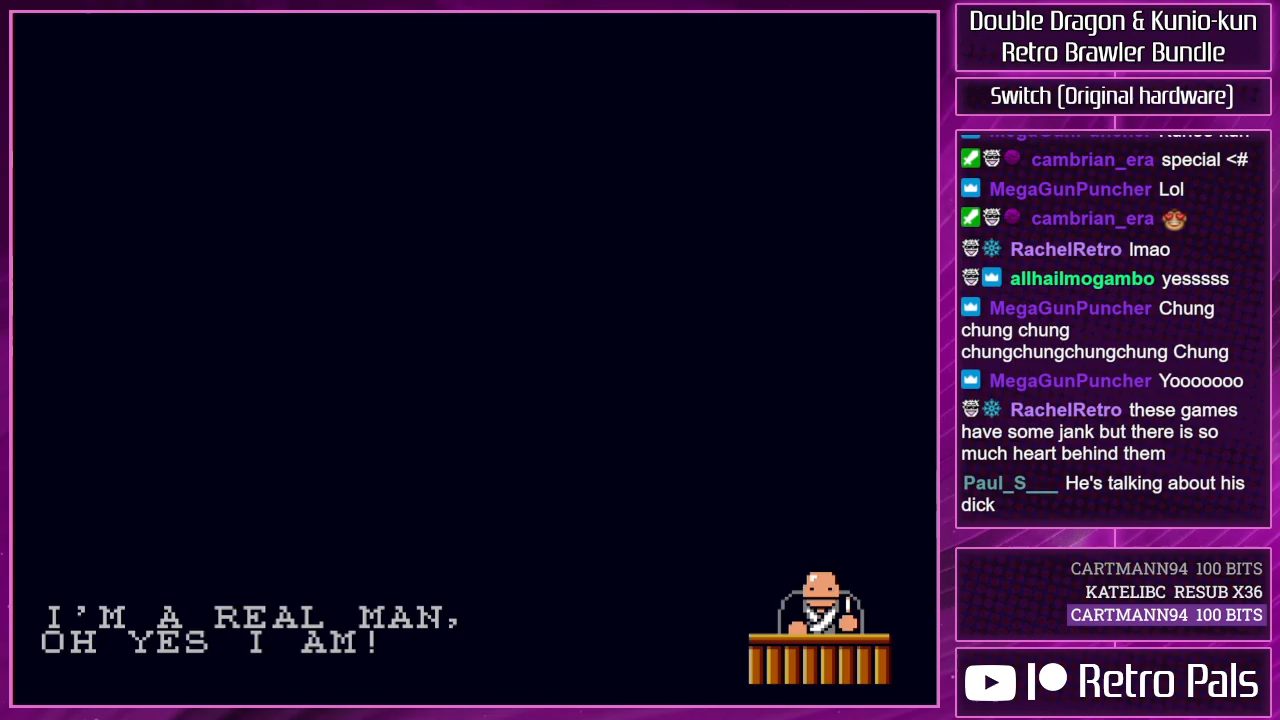 Double Dragon & Kunio-kun
Retro Brawler Bundle
Switch (Original hardware)
cambrian_era special <#
MegaGunPuncher Lol
cambrian_era
RachelRetro lmao
allhailmogambo yesssss
MegaGunPuncher Chung
chung chung
chungchungchungchung Chung
MegaGunPuncher Yooooooo
RachelRetro these games
have some jank but there is so
much heart behind them
Paul_S___ He's talking about his
dick
I'M A REAL MAN,
OH YES I AM!
CARTMANN94 100 BITS
KATELIBC RESUB X36
CARTMANN94 100 BITS
Retro Pals